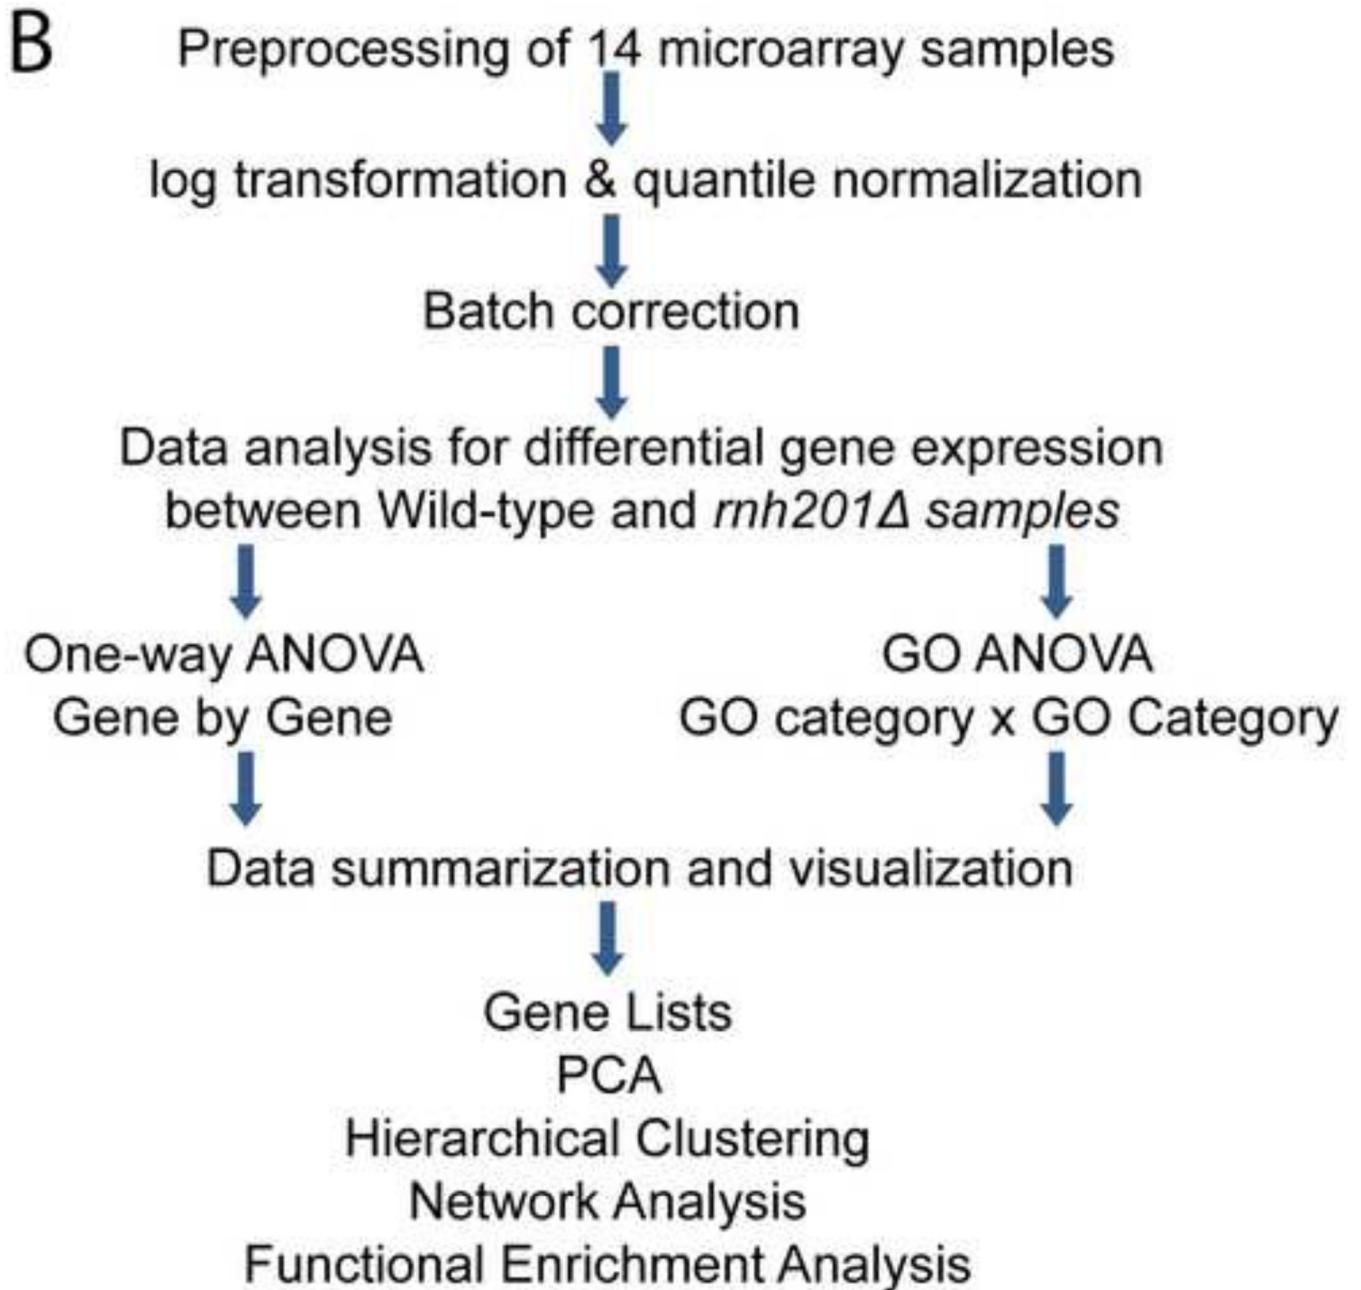 B
Preprocessing of 14 microarray samples
log transformation & quantile normalization
Batch correction
Data analysis for differential gene expression
between Wild-type and rnh201Δ samples
One-way ANOVA
Gene by Gene
GO ANOVA
GO category x GO Category
Data summarization and visualization
Gene Lists
PCA
Hierarchical Clustering
Network Analysis
Functional Enrichment Analysis